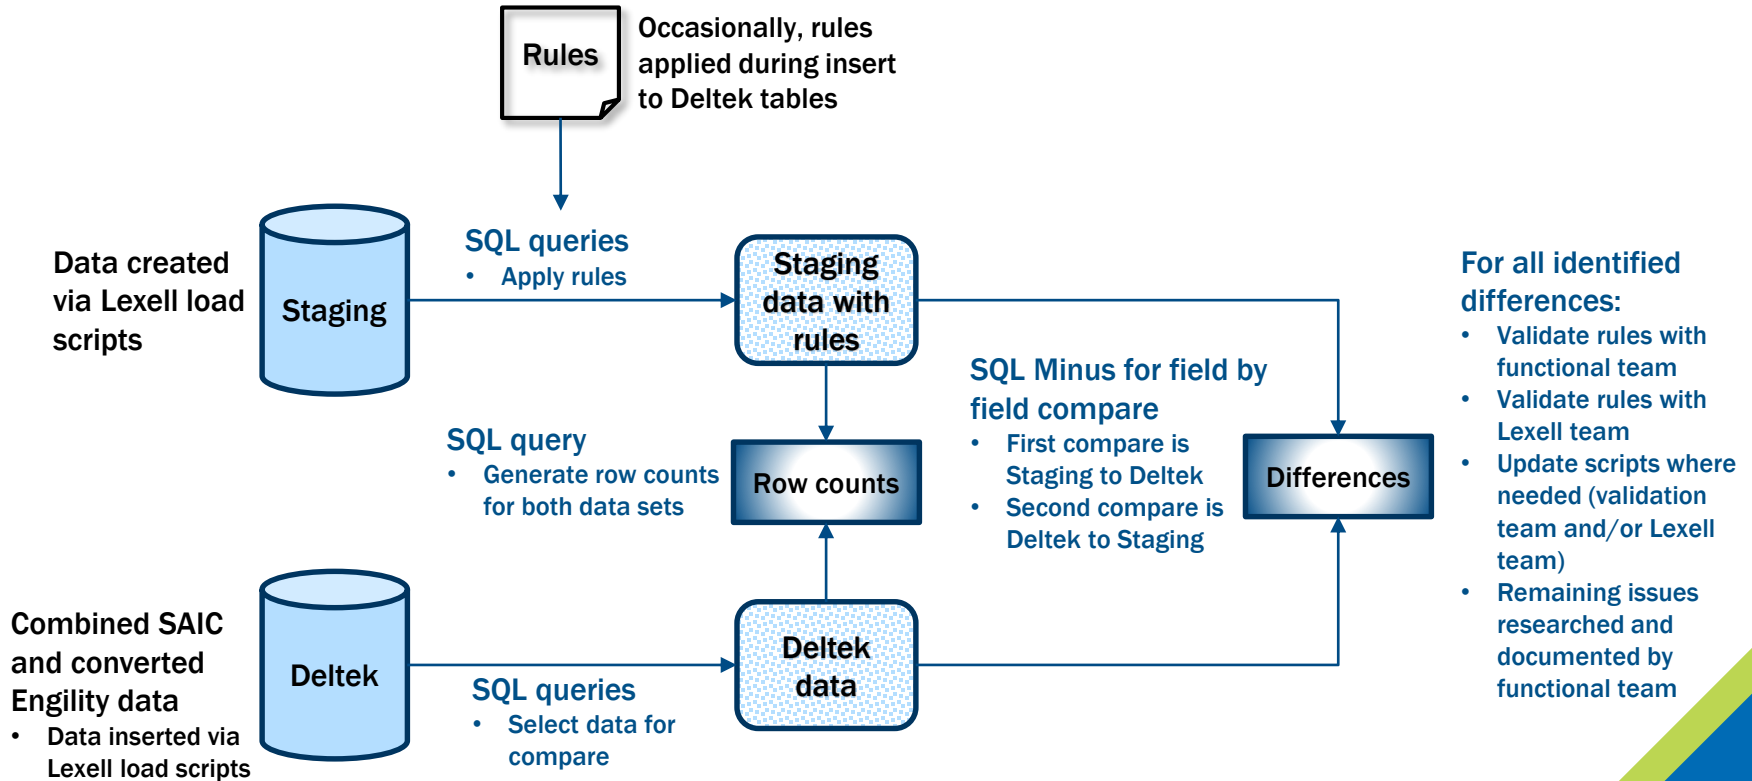 Rules
Occasionally, rules
applied during insert
to Deltek tables
Data created
via Lexell load
scripts
Staging
SQL queries
• Apply rules
Staging
data with
rules
SQL query
• Generate row counts
for both data sets
Row counts
SQL Minus for field by
field compare
• First compare is
Staging to Deltek
• Second compare is
Deltek to Staging
Differences
For all identified
differences:
• Validate rules with
functional team
• Validate rules with
Lexell team
• Update scripts where
needed (validation
team and/or Lexell
team)
• Remaining issues
researched and
documented by
functional team
Combined SAIC
and converted
Engility data
• Data inserted via
Lexell load scripts
Deltek
SQL queries
• Select data for
compare
Deltek
data